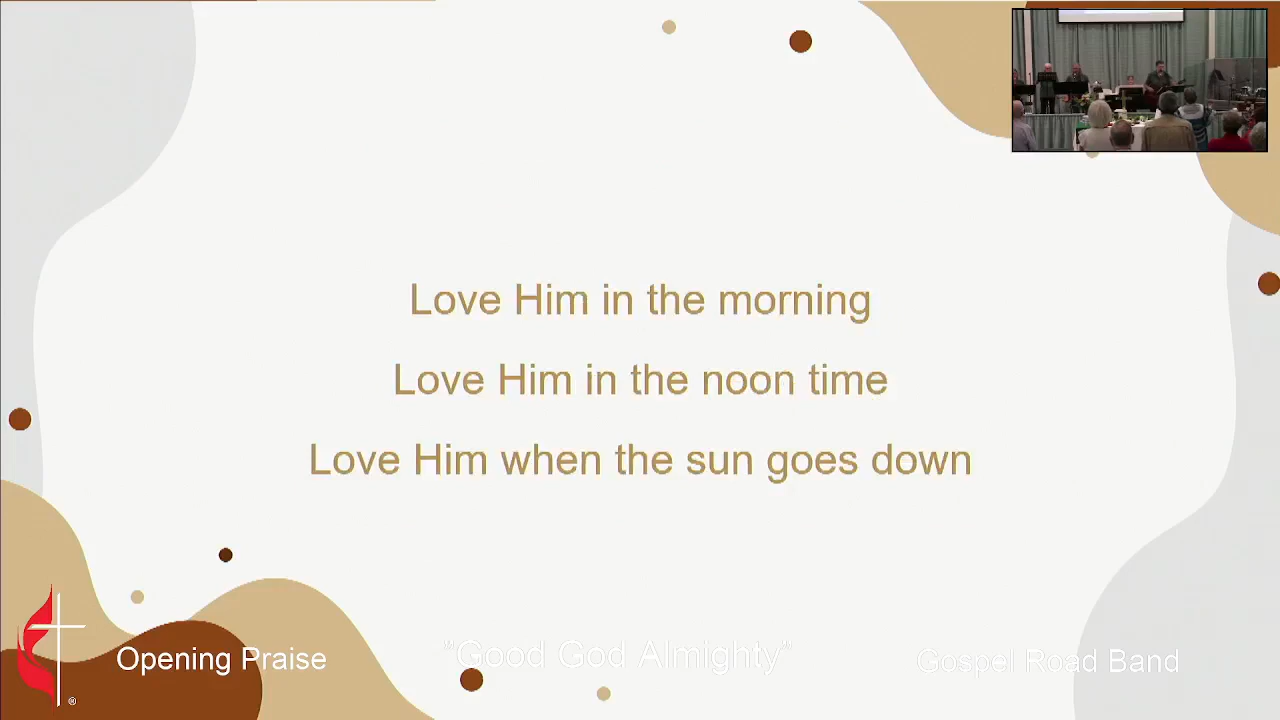 Love Him in the morning
Love Him in the noon time
Love Him when the sun goes down
Opening Praise
"Good God Almighty"
Gospel Road Band
®